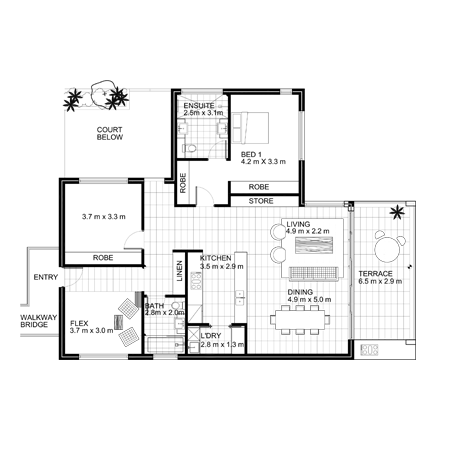 ENSUITE
2.5m x 3.1m
COURT
BELOW
BED 1
4.2 m X 3.3 m
ROBE
ROBE
STORE
3.7 m x 3.3 m
LIVING
4.9 m x 2.2 m
ROBE
KITCHEN
3.5 m x 2.9 m
LINEN
ENTRY
TERRACE
6.5 m x 2.9 m
DINING
4.9 m x 5.0 m
BATH
2.8m x 2.0m
WALKWAY
BRIDGE
FLEX
3.7 m x 3.0 m
L'DRY
2.8 m x 1.3 m